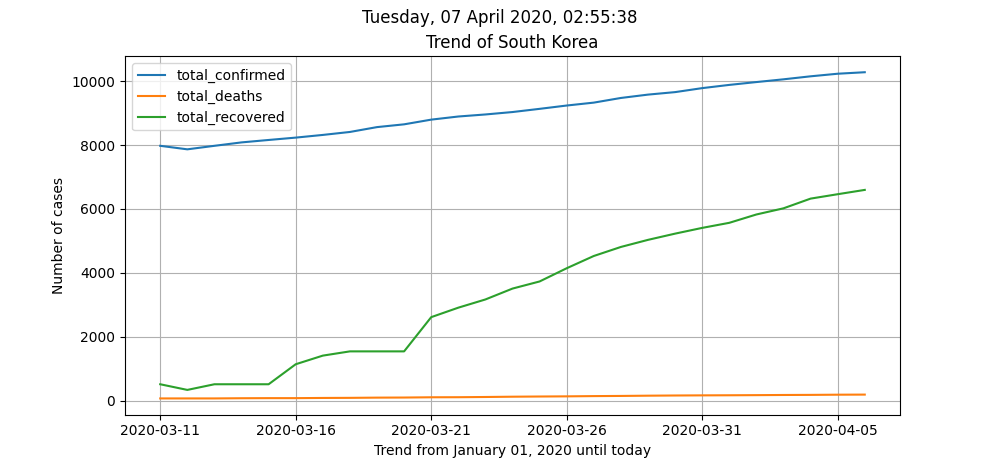 Tuesday, 07 April 2020, 02:55:38
Trend of South Korea
total_confirmed
total_deaths
total_recovered
Number of cases
10000
8000
6000
4000
2000
0
2020-03-11 2020-03-16 2020-03-21 2020-03-26 2020-03-31 2020-04-05
Trend from January 01, 2020 until today